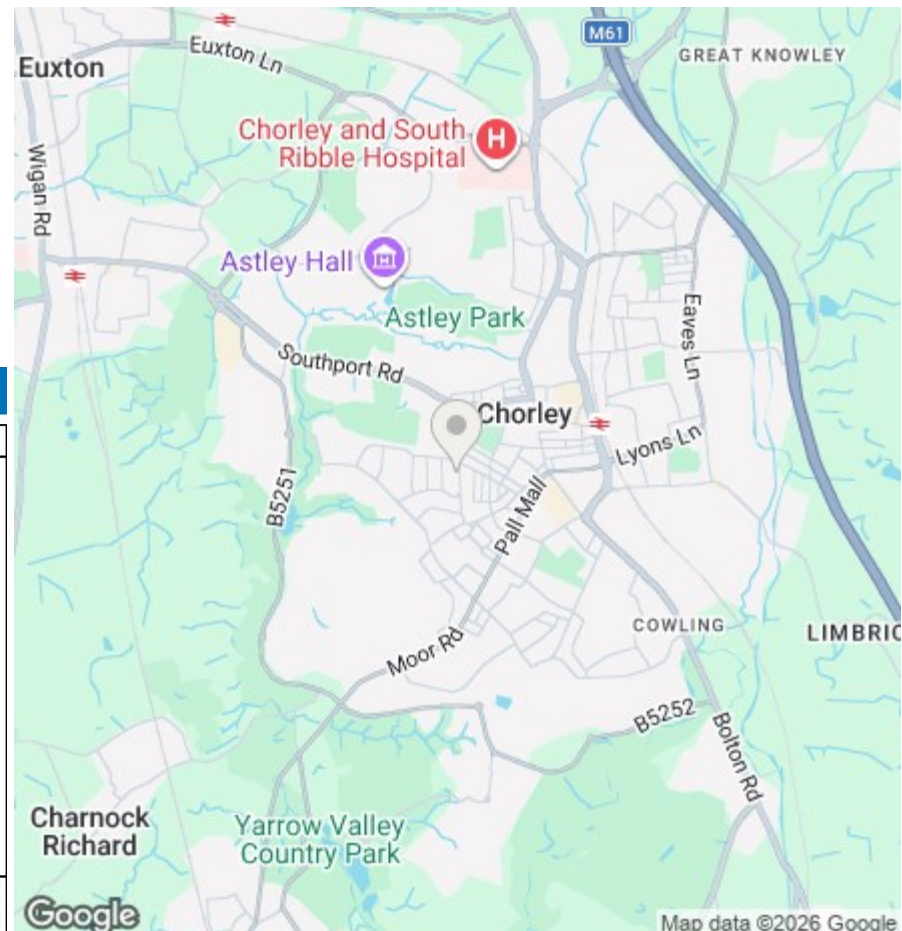 M61
GREAT KNOWLEY
Euxton
Euxton Ln
Chorley and South
Ribble Hospital
H
Wigan Rd
Astley Hall
Astley Park
Eaves Ln
Southport Rd
Chorley
Lyons Ln
B5251
Pall Mall
COWLING
LIMBRIC
Moor Rd
B5252
Bolton Rd
Charnock
Richard
Yarrow Valley
Country Park
Google
Map data ©2026 Google